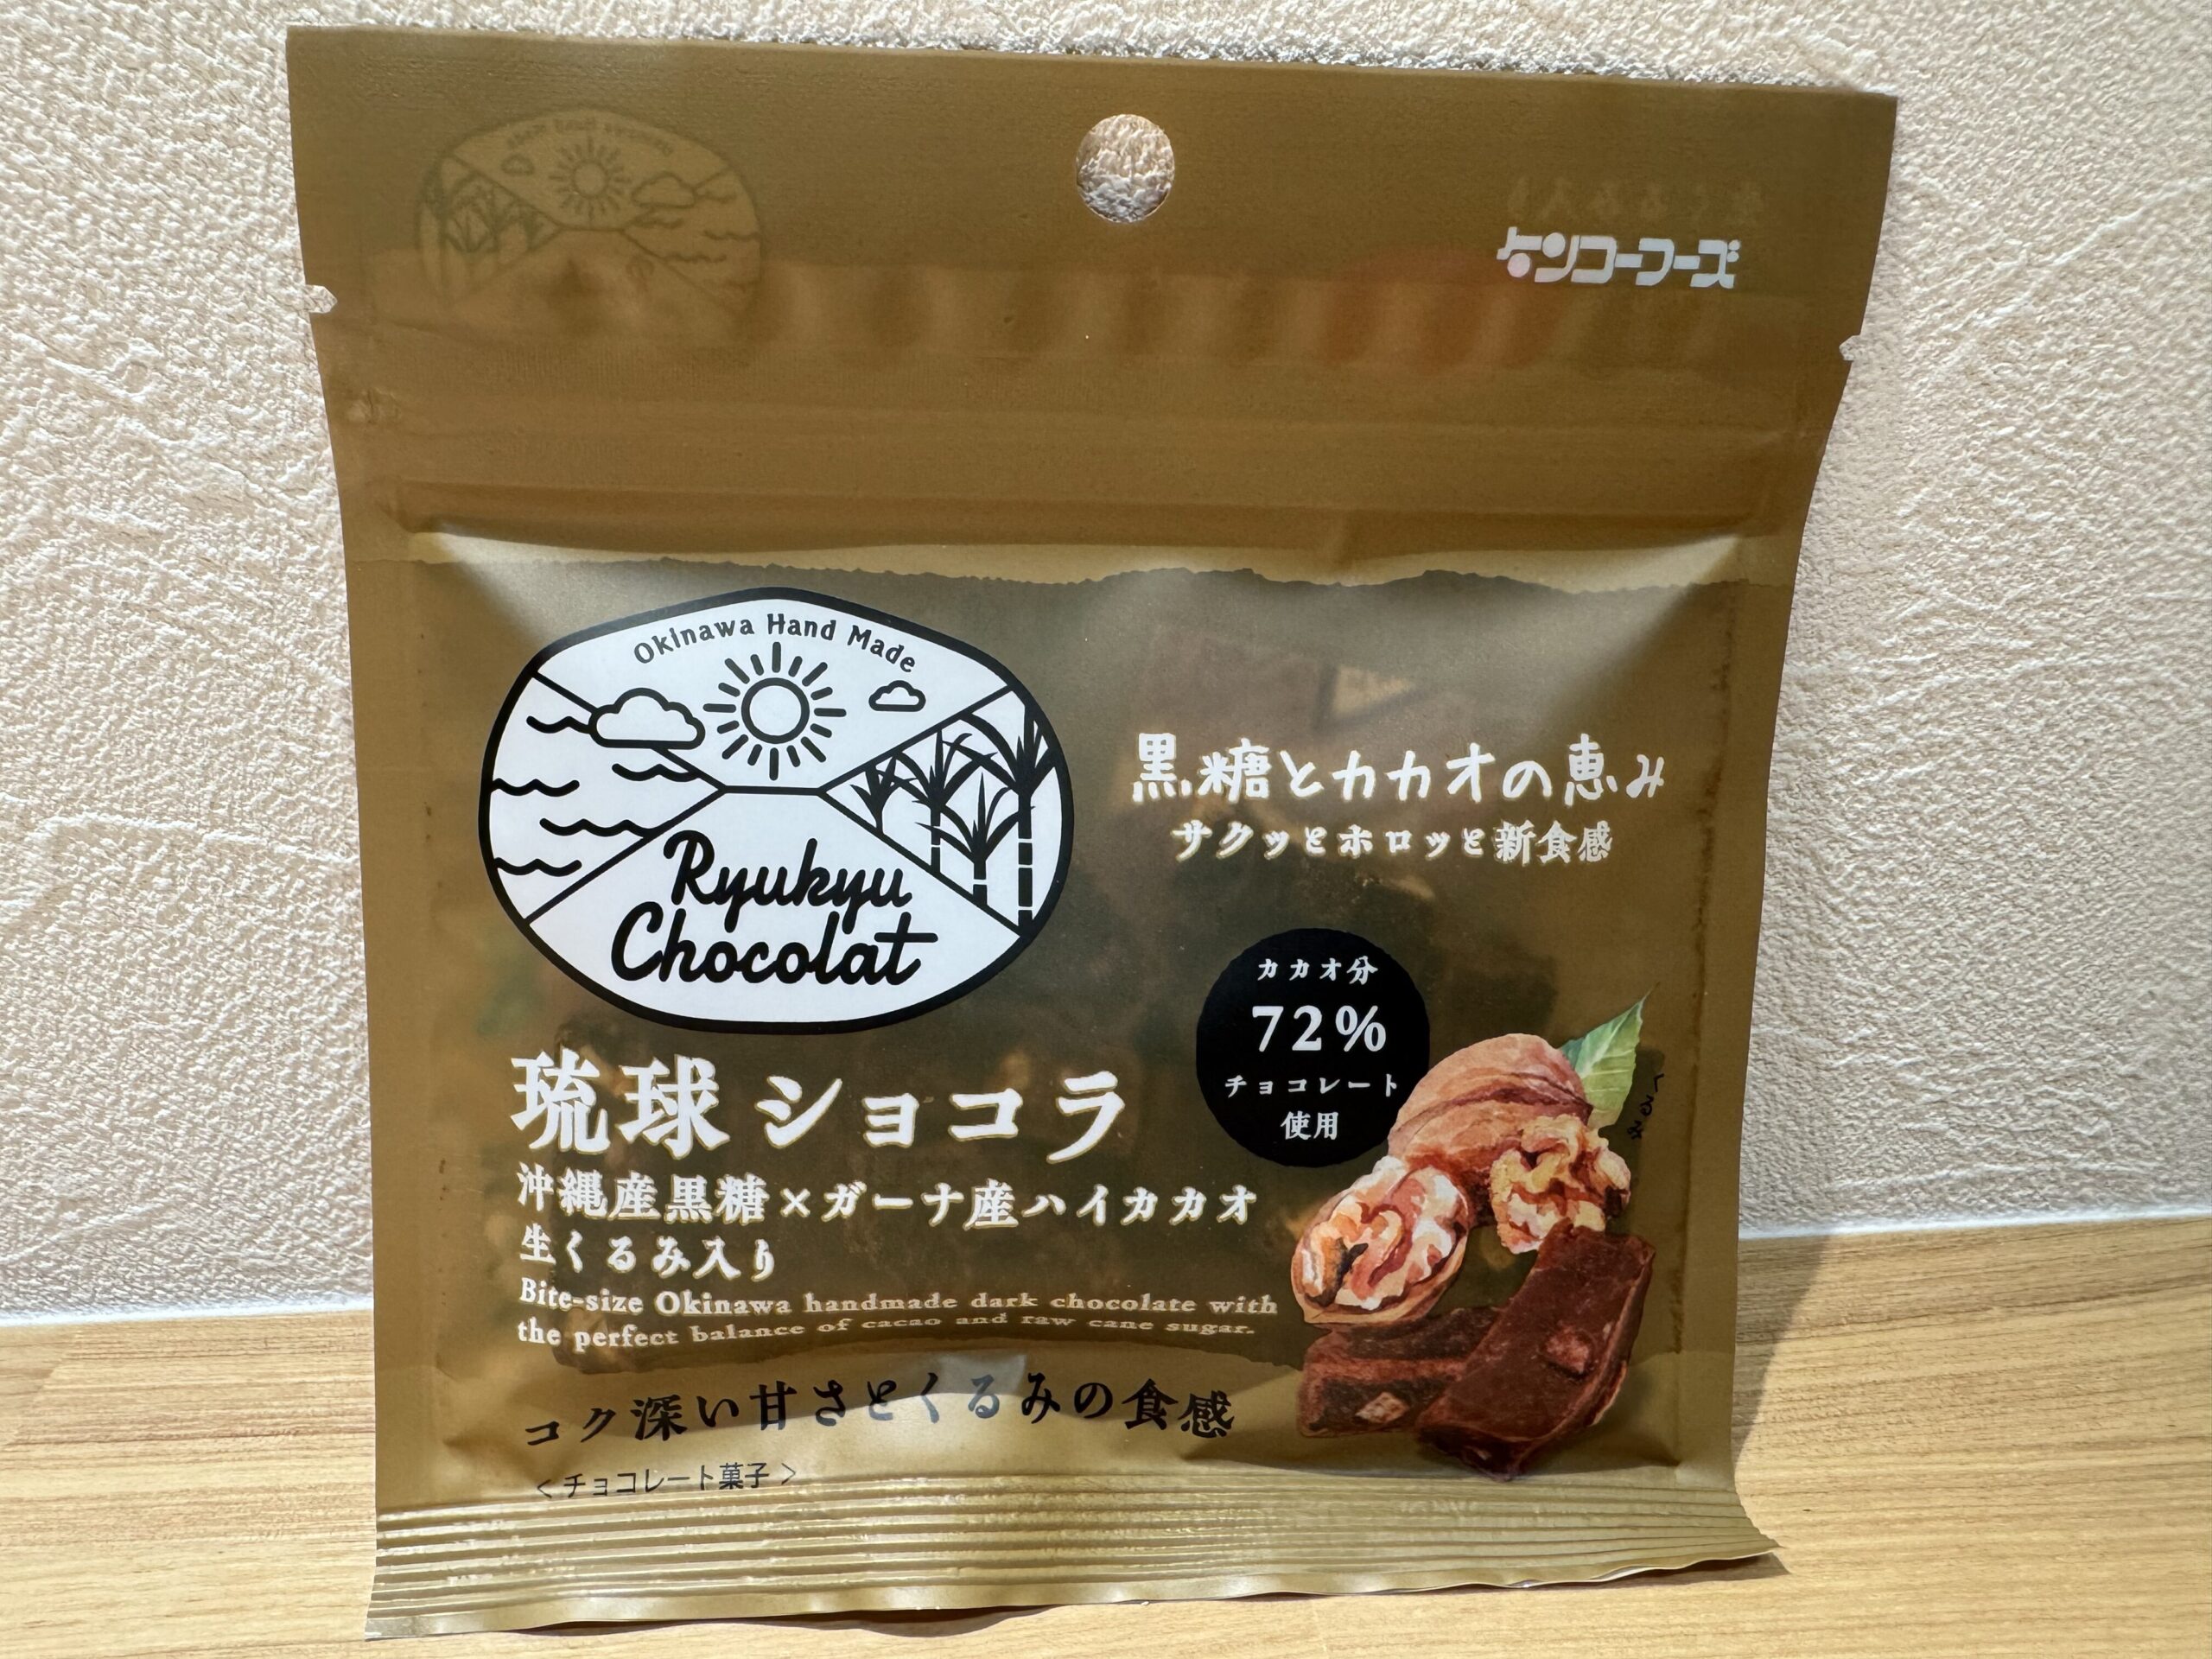 ケンコーフーズ
Okinawa Hand Made
Ryukyu
Chocolat
黒糖とカカオの恵み
サクッとホロッと新食感
カカオ分
72%
チョコレート
使用
琉球ショコラ
沖縄産黒糖×ガーナ産ハイカカオ
生くるみ入り
Bite-size Okinawa handmade dark chocolate with
the perfect balance of cacao and raw cane sugar.
コク深い甘さとくるみの食感
<チョコレート菓子>